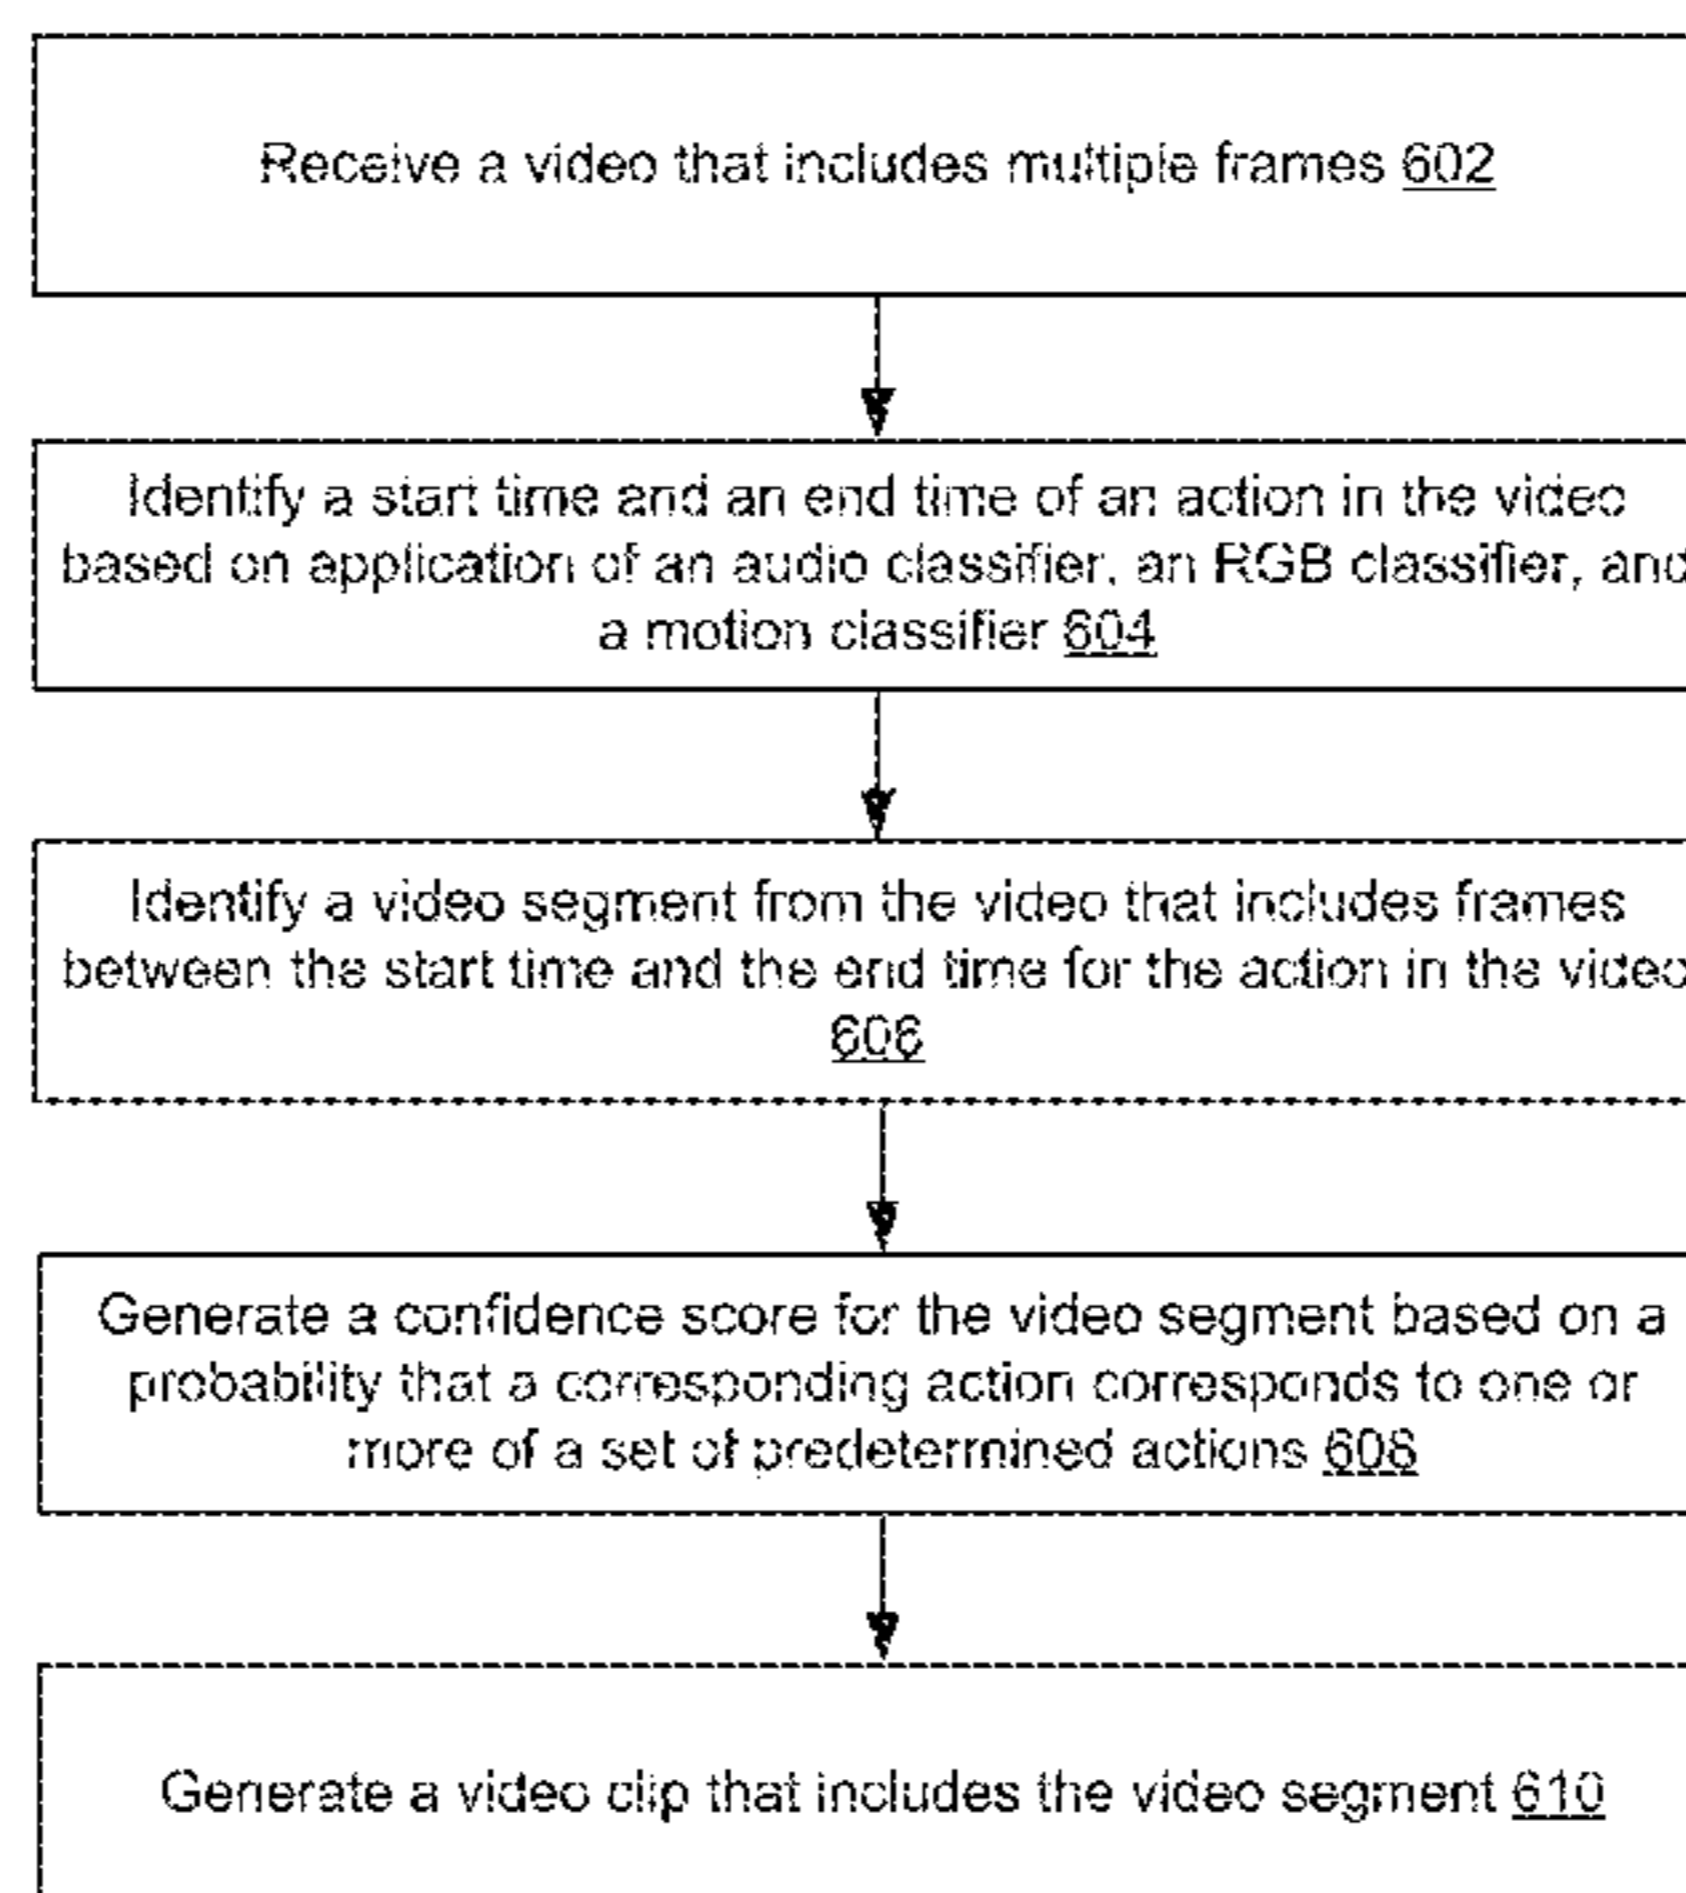 Receive a video that includes multiple frames 602
Identify a start time and an end time of an action in the video
based on application of an audio classifier, an RGB classifier, and
a motion classifier 604
Identify a video segment from the video that includes frames
between the start time and the end time for the action in the video
606
Generate a confidence score for the video segment based on a
probability that a corresponding action corresponds to one or
more of a set of predetermined actions 608
Generate a video clip that includes the video segment 610